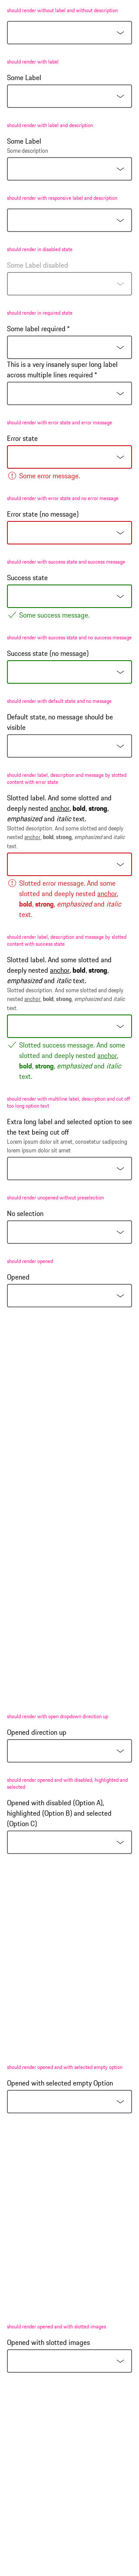 should render without label and without description
should render with label
Some Label
should render with label and description
Some Label
Some description
should render with responsive label and description
should render in disabled state
Some Label disabled
should render in required state
Some label required *
This is a very insanely super long label
across multiple lines required *
should render with error state and error message
Error state
Some error message.
should render with error state and no error message
Error state (no message)
should render with success state and success message
Success state
Some success message.
should render with success state and no success message
Success state (no message)
should render with default state and no message
Default state, no message should be
visible
should render label, description and message by slotted
content with error state
Slotted label. And some slotted and
deeply nested anchor, bold, strong,
emphasized and italic text.
Slotted description. And some slotted and deeply
nested anchor, bold, strong, emphasized and italic
text.
Slotted error message. And some
slotted and deeply nested anchor,
bold, strong, emphasized and italic
text.
should render label, description and message by slotted
content with success state
Slotted label. And some slotted and
deeply nested anchor, bold, strong,
emphasized and italic text.
Slotted description. And some slotted and deeply
nested anchor, bold, strong, emphasized and italic
text.
Slotted success message. And some
slotted and deeply nested anchor,
bold, strong, emphasized and italic
text.
should render with multiline label, description and cut off
too long option text
Extra long label and selected option to see
the text being cut off
Lorem ipsum dolor sit amet, consetetur sadipscing
lorem ipsum dolor sit amet
should render unopened without preselection
No selection
should render opened
Opened
should render with open dropdown direction up
Opened direction up
should render opened and with disabled, highlighted and
selected
Opened with disabled (Option A),
highlighted (Option B) and selected
(Option C)
should render opened and with selected empty option
Opened with selected empty Option
should render opened and with slotted images
Opened with slotted images